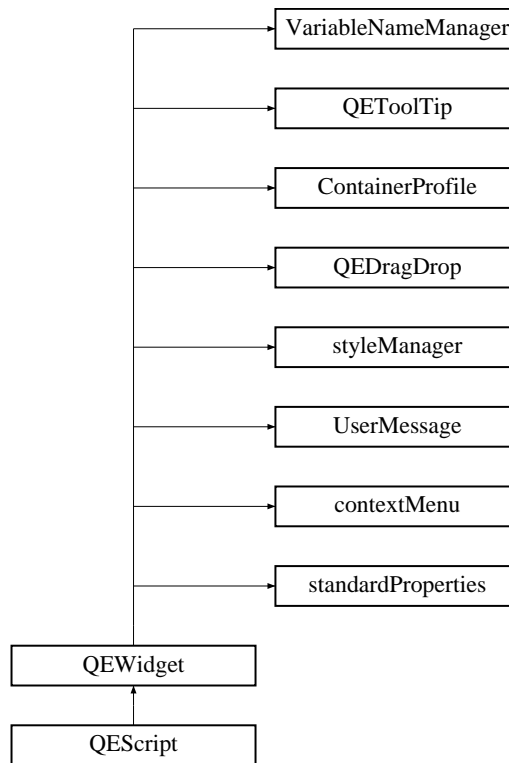 VariableNameManager
QEToolTip
ContainerProfile
QEDragDrop
styleManager
UserMessage
contextMenu
standardProperties
QEWidget
QEScript